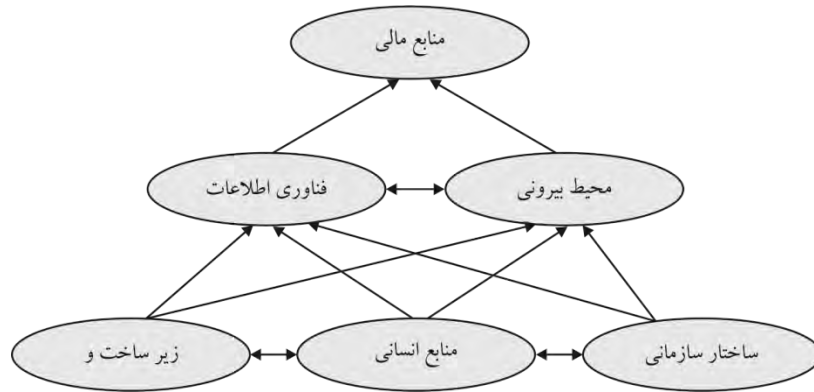 منابع مالی
محیط بیرونی
فناوری اطلاعات
ساختار سازمانی
منابع انسانی
زیر ساخت و